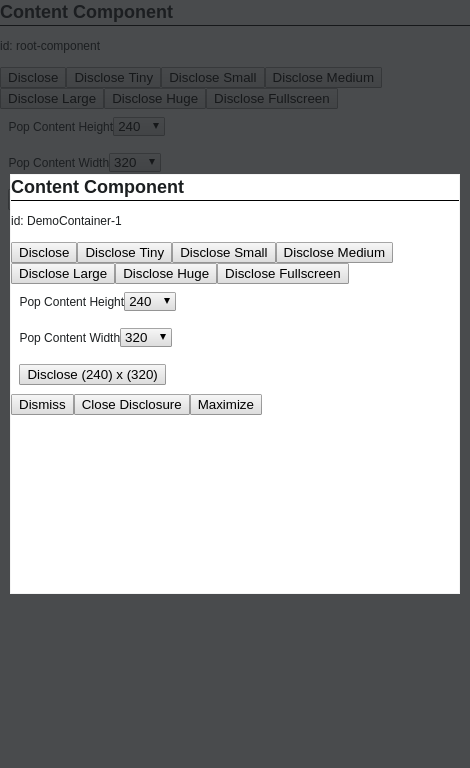 Content Component
id: root-component
Disclose Disclose Tiny Disclose Small Disclose Medium
Disclose Large Disclose Huge Disclose Fullscreen
Pop Content Height 240
Pop Content Width 320
Content Component
id: DemoContainer-1
Disclose Disclose Tiny Disclose Small Disclose Medium
Disclose Large Disclose Huge Disclose Fullscreen
Pop Content Height 240
Pop Content Width 320
Disclose (240) x (320)
Dismiss Close Disclosure Maximize